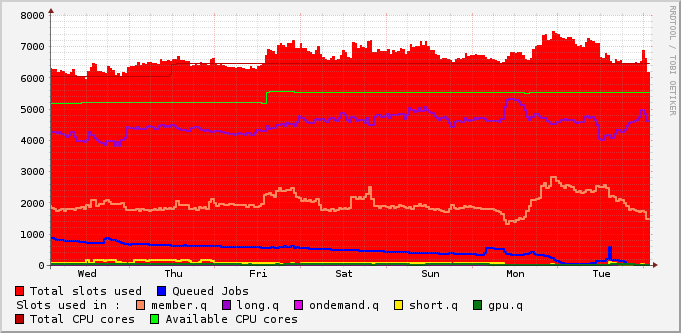 8000
7000
6000
5000
4000
3000
2000
1000
0
Wed Thu Fri Sat Sun Mon Tue
Total slots used Queued Jobs
Slots used in : member.q long.q ondemand.q short.q gpu.q
Total CPU cores Available CPU cores
RRDTOOL / TOBI OETIKER